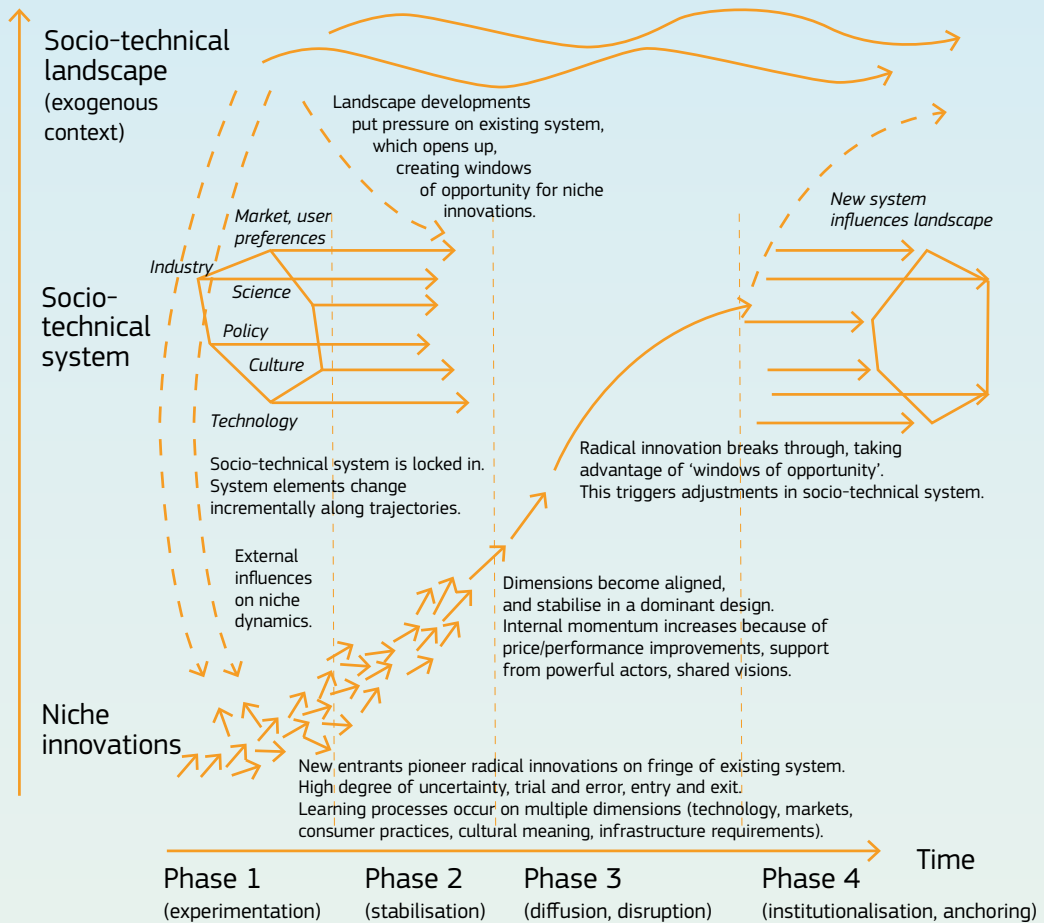 Socio-technical
landscape
(exogenous
context)
Landscape developments
put pressure on existing system,
which opens up,
creating windows
of opportunity for niche
innovations.
New system
influences landscape
Market, user
preferences
Industry
Science
Policy
Culture
Technology
Socio-
technical
system
Socio-technical system is locked in.
System elements change
incrementally along trajectories.
Radical innovation breaks through, taking
advantage of ‘windows of opportunity’.
This triggers adjustments in socio-technical system.
External
influences
on niche
dynamics.
Dimensions become aligned,
and stabilise in a dominant design.
Internal momentum increases because of
price/performance improvements, support
from powerful actors, shared visions.
Niche
innovations
New entrants pioneer radical innovations on fringe of existing system.
High degree of uncertainty, trial and error, entry and exit.
Learning processes occur on multiple dimensions (technology, markets,
consumer practices, cultural meaning, infrastructure requirements).
Time
Phase 1
(experimentation)
Phase 2
(stabilisation)
Phase 3
(diffusion, disruption)
Phase 4
(institutionalisation, anchoring)